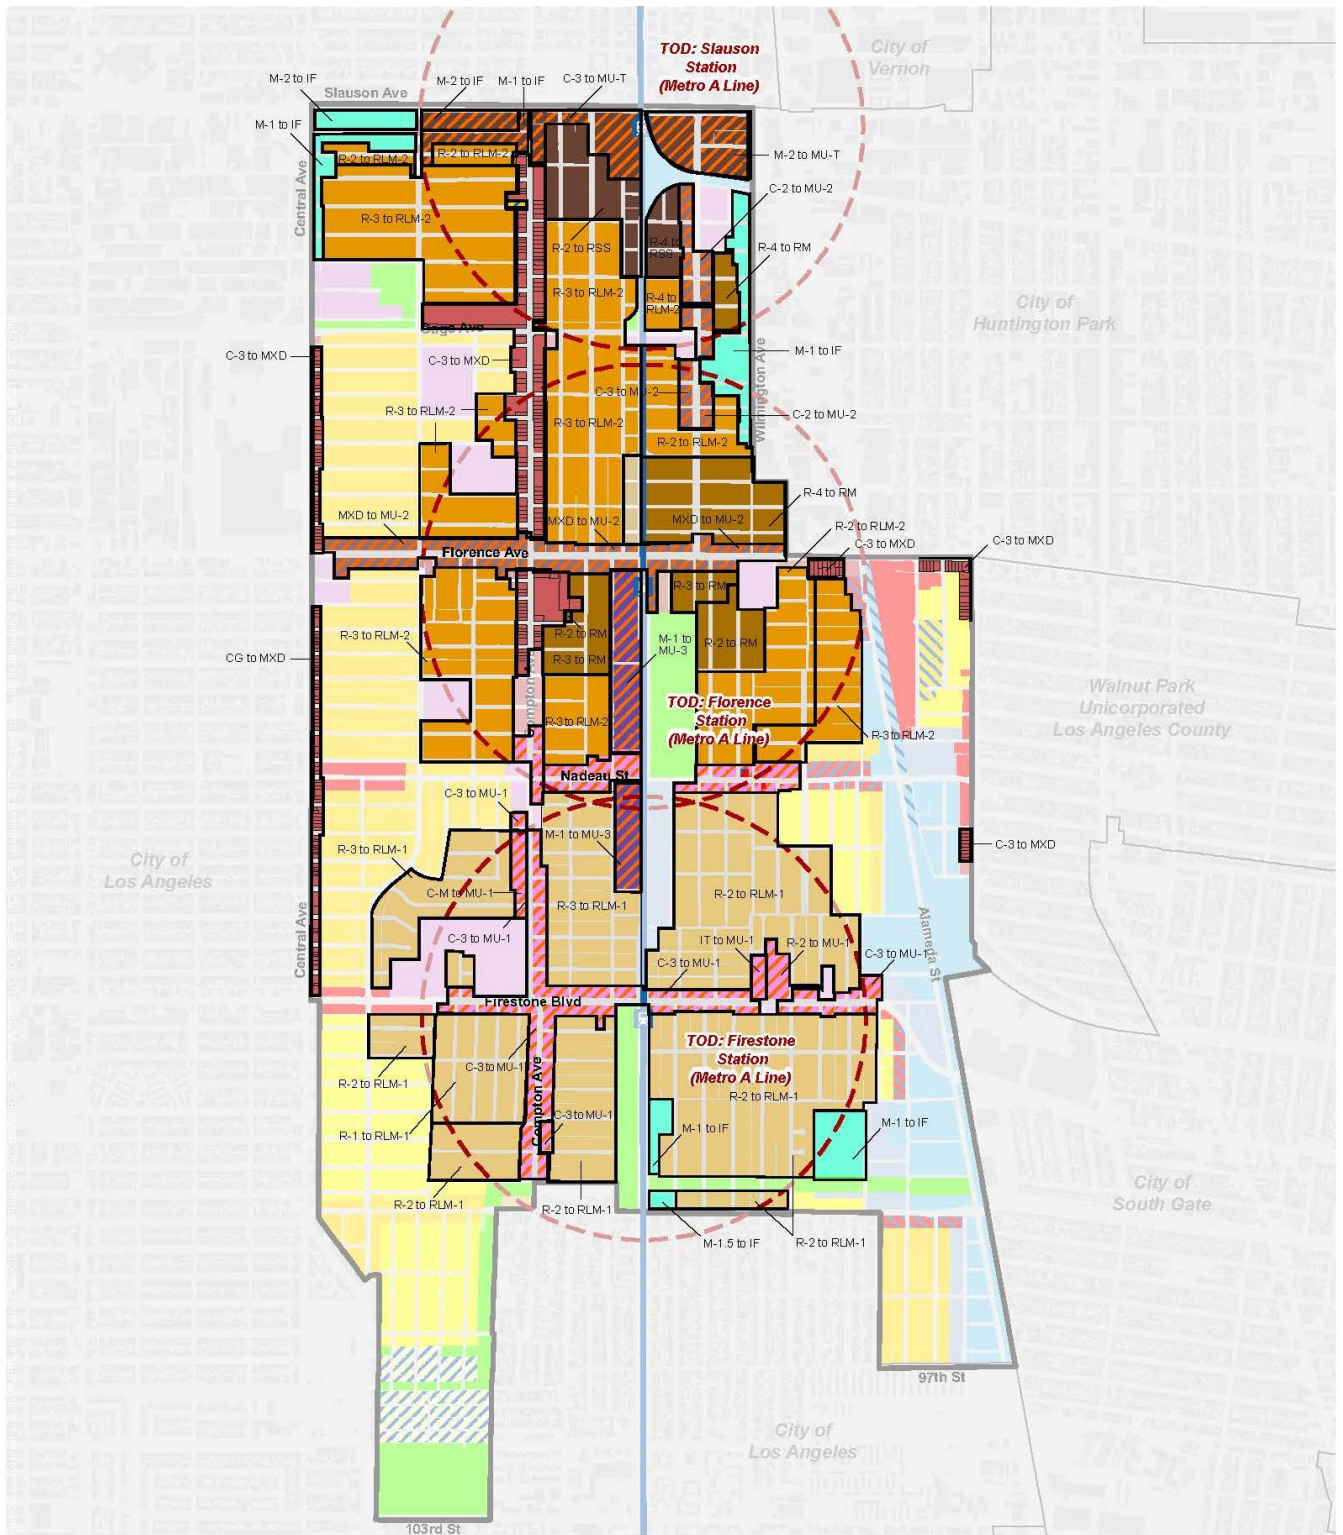 TOD: Slauson
Station
(Metro A Line)
City of
Vernon
M-2 to IF
M-2 to IF
M-1 to IF
C-3 to MU-T
Slauson Ave
M-1 to IF
R-2 to RLM-2
R-2 to RLM-2
M-2 to MU-T
C-2 to MU-2
Central Ave
R-3 to RLM-2
R-2 to RSS
R-4 to
RSS
R-4 to RM
R-3 to RLM-2
R-4 to
RLM-2
City of
Huntington Park
Gage Ave
C-3 to MXD
C-3 to MXD
M-1 to IF
Wilmington Ave
C-3 to MU-2
R-3 to RLM-2
R-3 to RLM-2
C-2 to MU-2
R-2 to RLM-2
R-4 to RM
MXD to MU-2
MXD to MU-2
MXD to MU-2
R-2 to RLM-2
C-3 to MXD
C-3 to MXD
Florence Ave
R-3 to RM
R-3 to RLM-2
R-2 to RM
R-2 to RM
M-1 to
MU-3
CG to MXD
R-3 to RM
Compton Ave
Walnut Park
Unicorporated
Los Angeles County
TOD: Florence
Station
(Metro A Line)
R-3 to RLM-2
R-3 to RLM-2
Nadeau St
C-3 to MU-1
M-1 to MU-3
C-3 to MXD
R-3 to RLM-1
City of
Los Angeles
C-M to MU-1
R-2 to RLM-1
R-3 to RLM-1
Central Ave
C-3 to MU-1
IT to MU-1
R-2 to MU-1
C-3 to MU-1
C-3 to MU-1
Alameda St
Firestone Blvd
TOD: Firestone
Station
(Metro A Line)
C-3 to MU-1
R-2 to RLM-1
R-2 to RLM-1
Compton Ave
C-3 to MU-1
M-1 to IF
M-1 to IF
R-1 to RLM-1
R-2 to RLM-1
R-2 to RLM-1
City of
South Gate
M-1.5 to IF
R-2 to RLM-1
97th St
City of
Los Angeles
103rd St